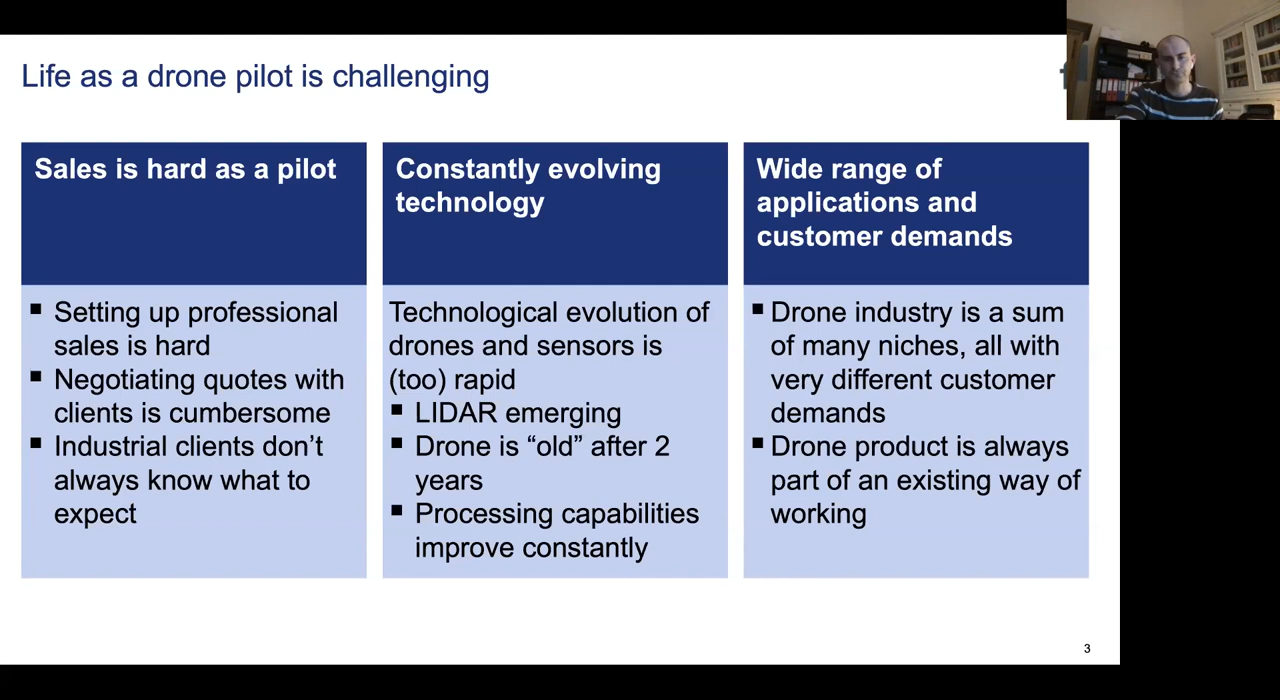 Life as a drone pilot is challenging
Sales is hard as a pilot
▪ Setting up professional
sales is hard
▪ Negotiating quotes with
clients is cumbersome
▪ Industrial clients don’t
always know what to
expect
Constantly evolving
technology
Technological evolution of
drones and sensors is
(too) rapid
▪ LIDAR emerging
▪ Drone is “old” after 2
years
▪ Processing capabilities
improve constantly
Wide range of
applications and
customer demands
▪ Drone industry is a sum
of many niches, all with
very different customer
demands
▪ Drone product is always
part of an existing way of
working
3